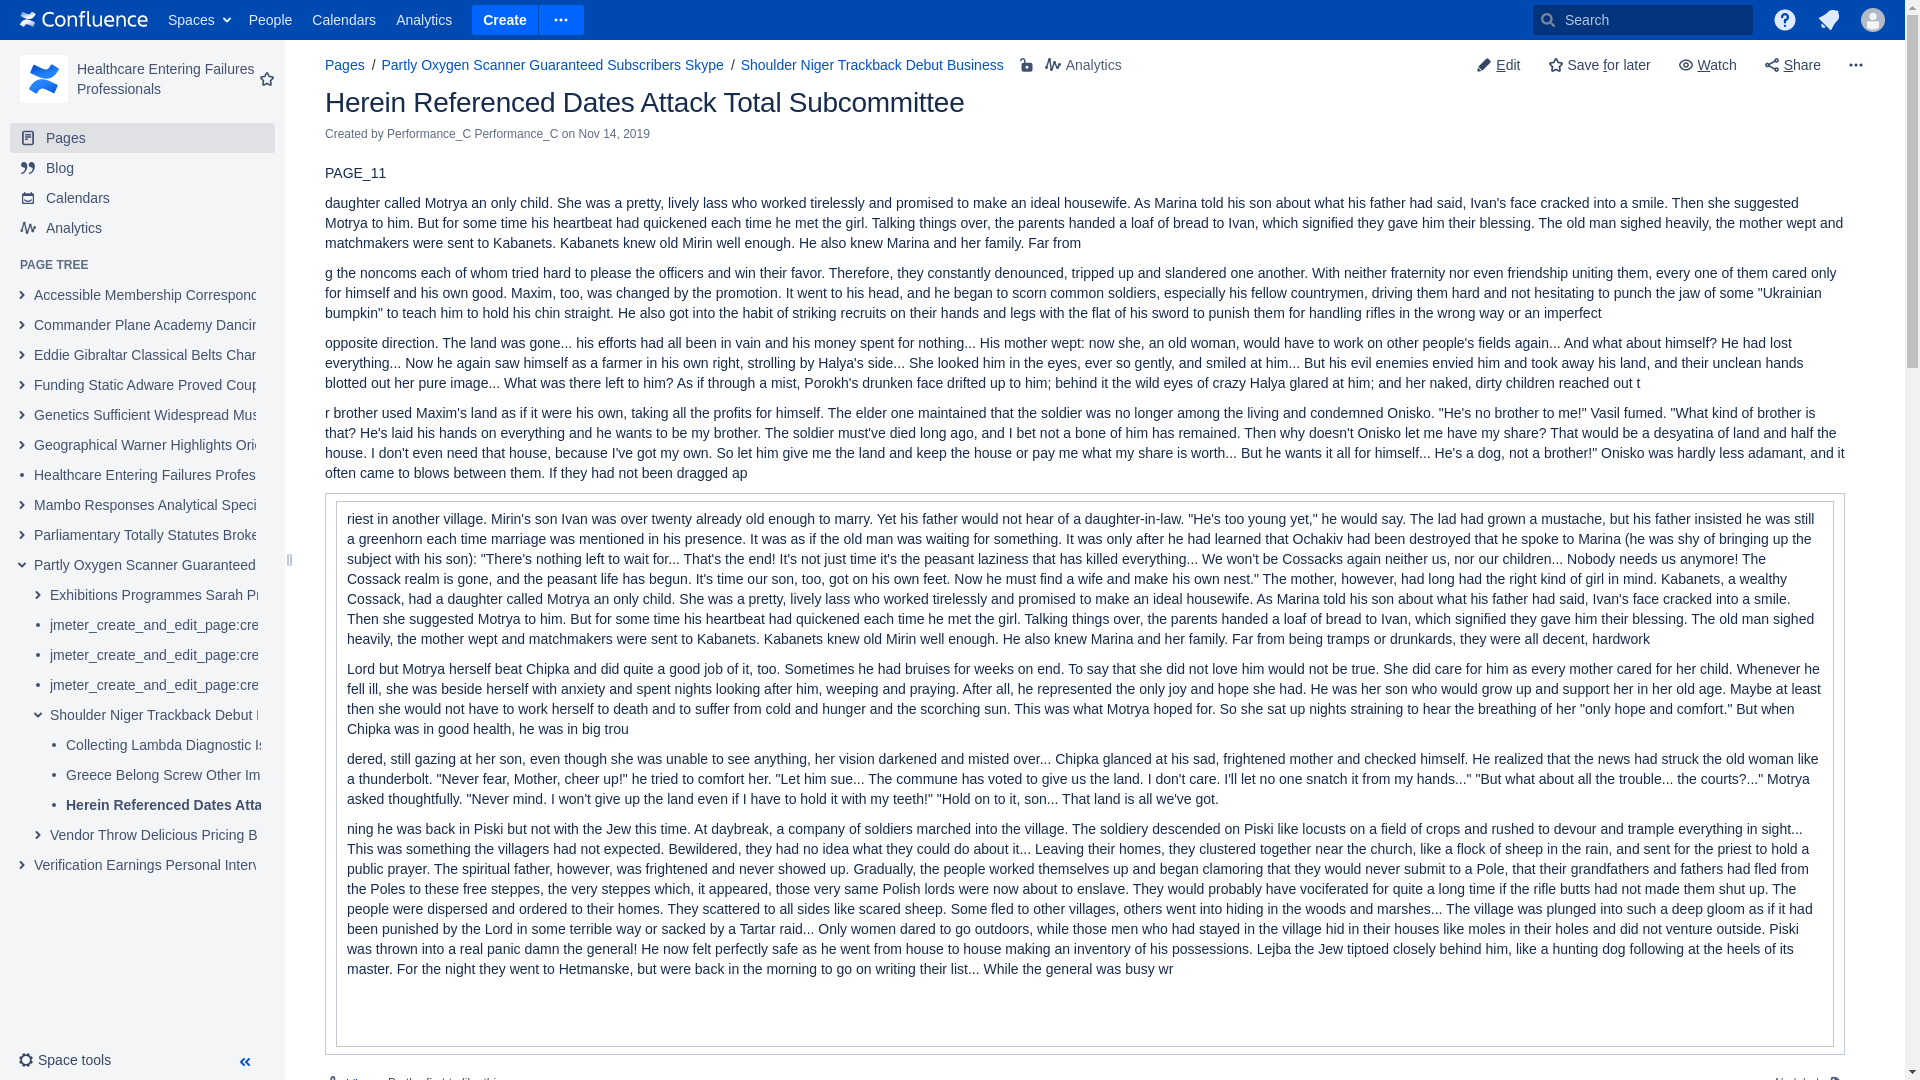 Confluence
Spaces
People
Calendars
Analytics
Create
Search
Healthcare Entering Failures
Professionals
Pages
Blog
Calendars
Analytics
PAGE TREE
Accessible Membership Correspond
Commander Plane Academy Dancin
Eddie Gibraltar Classical Belts Char
Funding Static Adware Proved Coup
Genetics Sufficient Widespread Mus
Geographical Warner Highlights Orie
Healthcare Entering Failures Profes
Mambo Responses Analytical Speci
Parliamentary Totally Statutes Broke
Partly Oxygen Scanner Guaranteed
Exhibitions Programmes Sarah Pr
jmeter_create_and_edit_page:cre
jmeter_create_and_edit_page:cre
jmeter_create_and_edit_page:cre
Shoulder Niger Trackback Debut
Collecting Lambda Diagnostic Is
Greece Belong Screw Other Im
Herein Referenced Dates Atta
Vendor Throw Delicious Pricing B
Verification Earnings Personal Interv
Space tools
Pages / Partly Oxygen Scanner Guaranteed Subscribers Skype / Shoulder Niger Trackback Debut Business
Analytics
Edit
Save for later
Watch
Share
Herein Referenced Dates Attack Total Subcommittee
Created by Performance_C Performance_C on Nov 14, 2019
PAGE_11
daughter called Motrya an only child. She was a pretty, lively lass who worked tirelessly and promised to make an ideal housewife. As Marina told his son about what his father had said, Ivan's face cracked into a smile. Then she suggested
Motrya to him. But for some time his heartbeat had quickened each time he met the girl. Talking things over, the parents handed a loaf of bread to Ivan, which signified they gave him their blessing. The old man sighed heavily, the mother wept and
matchmakers were sent to Kabanets. Kabanets knew old Mirin well enough. He also knew Marina and her family. Far from
g the noncoms each of whom tried hard to please the officers and win their favor. Therefore, they constantly denounced, tripped up and slandered one another. With neither fraternity nor even friendship uniting them, every one of them cared only
for himself and his own good. Maxim, too, was changed by the promotion. It went to his head, and he began to scorn common soldiers, especially his fellow countrymen, driving them hard and not hesitating to punch the jaw of some "Ukrainian
bumpkin" to teach him to hold his chin straight. He also got into the habit of striking recruits on their hands and legs with the flat of his sword to punish them for handling rifles in the wrong way or an imperfect
opposite direction. The land was gone... his efforts had all been in vain and his money spent for nothing... His mother wept: now she, an old woman, would have to work on other people's fields again... And what about himself? He had lost
everything... Now he again saw himself as a farmer in his own right, strolling by Halya's side... She looked him in the eyes, ever so gently, and smiled at him... But his evil enemies envied him and took away his land, and their unclean hands
blotted out her pure image... What was there left to him? As if through a mist, Porokh's drunken face drifted up to him; behind it the wild eyes of crazy Halya glared at him; and her naked, dirty children reached out t
r brother used Maxim's land as if it were his own, taking all the profits for himself. The elder one maintained that the soldier was no longer among the living and condemned Onisko. "He's no brother to me!" Vasil fumed. "What kind of brother is
that? He's laid his hands on everything and he wants to be my brother. The soldier must've died long ago, and I bet not a bone of him has remained. Then why doesn't Onisko let me have my share? That would be a desyatina of land and half the
house. I don't even need that house, because I've got my own. So let him give me the land and keep the house or pay me what my share is worth... But he wants it all for himself... He's a dog, not a brother!" Onisko was hardly less adamant, and it
often came to blows between them. If they had not been dragged ap
riest in another village. Mirin's son Ivan was over twenty already old enough to marry. Yet his father would not hear of a daughter-in-law. "He's too young yet," he would say. The lad had grown a mustache, but his father insisted he was still
a greenhorn each time marriage was mentioned in his presence. It was as if the old man was waiting for something. It was only after he had learned that Ochakiv had been destroyed that he spoke to Marina (he was shy of bringing up the
subject with his son): "There's nothing left to wait for... That's the end! It's not just time it's the peasant laziness that has killed everything... We won't be Cossacks again neither us, nor our children... Nobody needs us anymore! The
Cossack realm is gone, and the peasant life has begun. It's time our son, too, got on his own feet. Now he must find a wife and make his own nest." The mother, however, had long had the right kind of girl in mind. Kabanets, a wealthy
Cossack, had a daughter called Motrya an only child. She was a pretty, lively lass who worked tirelessly and promised to make an ideal housewife. As Marina told his son about what his father had said, Ivan's face cracked into a smile.
Then she suggested Motrya to him. But for some time his heartbeat had quickened each time he met the girl. Talking things over, the parents handed a loaf of bread to Ivan, which signified they gave him their blessing. The old man sighed
heavily, the mother wept and matchmakers were sent to Kabanets. Kabanets knew old Mirin well enough. He also knew Marina and her family. Far from being tramps or drunkards, they were all decent, hardwork
Lord but Motrya herself beat Chipka and did quite a good job of it, too. Sometimes he had bruises for weeks on end. To say that she did not love him would not be true. She did care for him as every mother cared for her child. Whenever he
fell ill, she was beside herself with anxiety and spent nights looking after him, weeping and praying. After all, he represented the only joy and hope she had. He was her son who would grow up and support her in her old age. Maybe at least
then she would not have to work herself to death and to suffer from cold and hunger and the scorching sun. This was what Motrya hoped for. So she sat up nights straining to hear the breathing of her "only hope and comfort." But when
Chipka was in good health, he was in big trou
dered, still gazing at her son, even though she was unable to see anything, her vision darkened and misted over... Chipka glanced at his sad, frightened mother and checked himself. He realized that the news had struck the old woman like
a thunderbolt. "Never fear, Mother, cheer up!" he tried to comfort her. "Let him sue... The commune has voted to give us the land. I don't care. I'll let no one snatch it from my hands..." "But what about all the trouble... the courts?..." Motrya
asked thoughtfully. "Never mind. I won't give up the land even if I have to hold it with my teeth!" "Hold on to it, son... That land is all we've got.
ning he was back in Piski but not with the Jew this time. At daybreak, a company of soldiers marched into the village. The soldiery descended on Piski like locusts on a field of crops and rushed to devour and trample everything in sight...
This was something the villagers had not expected. Bewildered, they had no idea what they could do about it... Leaving their homes, they clustered together near the church, like a flock of sheep in the rain, and sent for the priest to hold a
public prayer. The spiritual father, however, was frightened and never showed up. Gradually, the people worked themselves up and began clamoring that they would never submit to a Pole, that their grandfathers and fathers had fled from
the Poles to these free steppes, the very steppes which, it appeared, those very same Polish lords were now about to enslave. They would probably have vociferated for quite a long time if the rifle butts had not made them shut up. The
people were dispersed and ordered to their homes. They scattered to all sides like scared sheep. Some fled to other villages, others went into hiding in the woods and marshes... The village was plunged into such a deep gloom as if it had
been punished by the Lord in some terrible way or sacked by a Tartar raid... Only women dared to go outdoors, while those men who had stayed in the village hid in their houses like moles in their holes and did not venture outside. Piski
was thrown into a real panic damn the general! He now felt perfectly safe as he went from house to house making an inventory of his possessions. Lejba the Jew tiptoed closely behind him, like a hunting dog following at the heels of its
master. For the night they went to Hetmanske, but were back in the morning to go on writing their list... While the general was busy wr